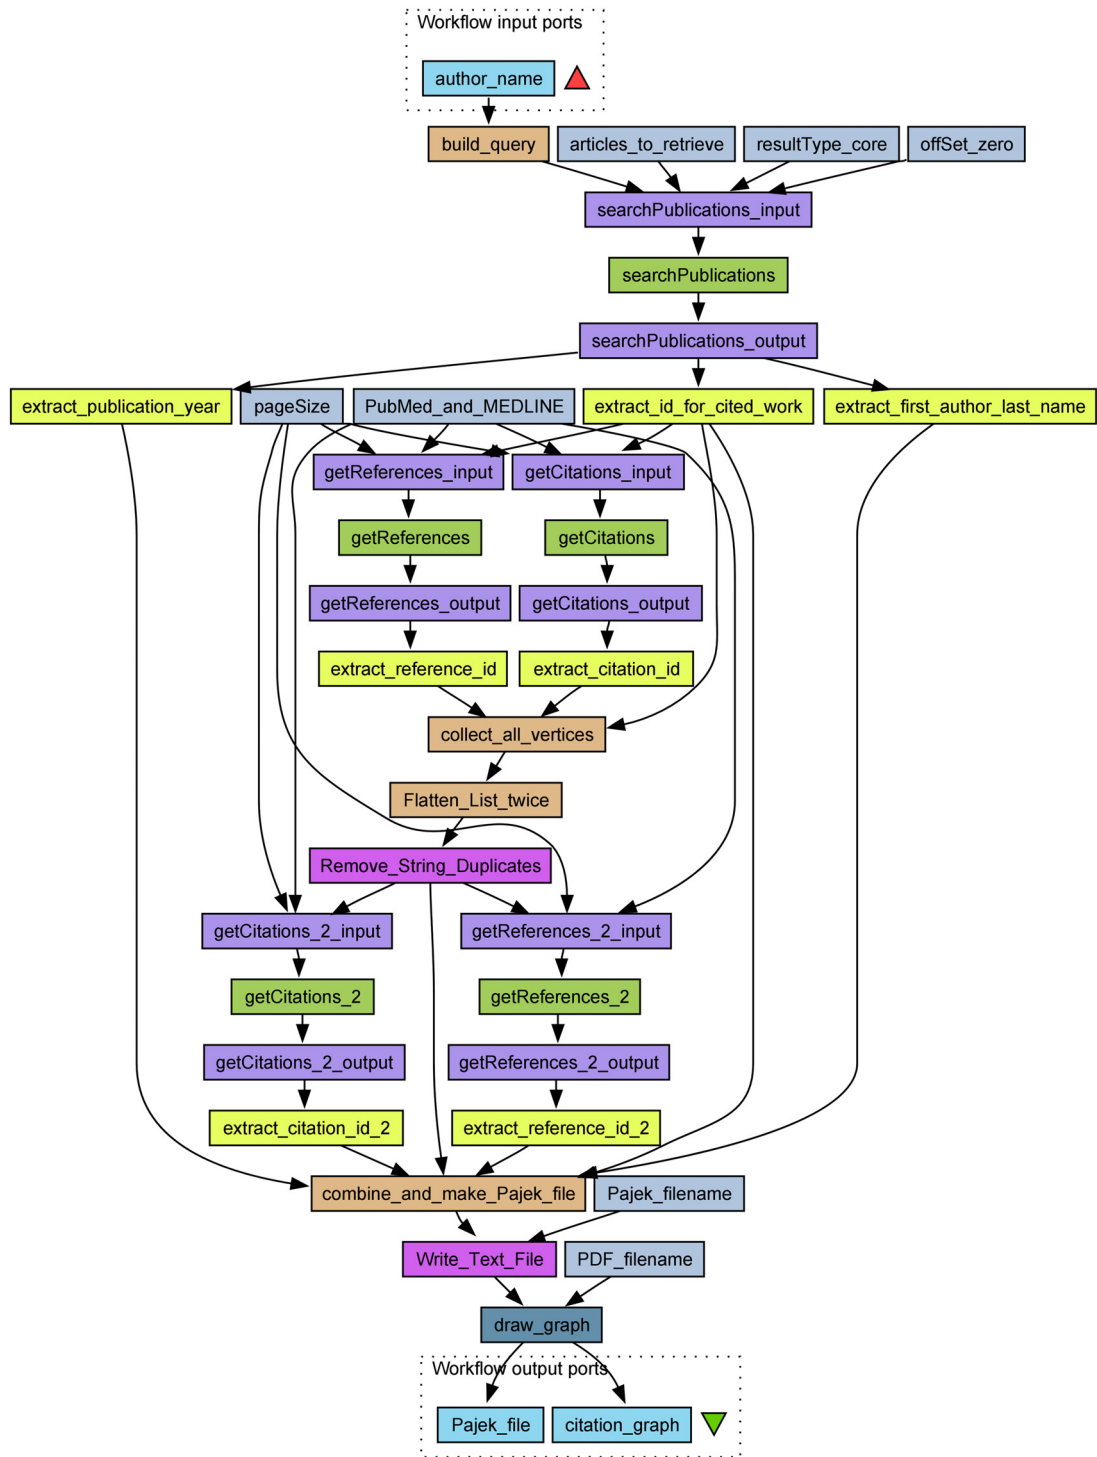 Workflow input ports
author_name
build_query
articles_to_retrieve
resultType_core
offSet_zero
searchPublications_input
searchPublications
searchPublications_output
extract_publication_year
pageSize
PubMed_and_MEDLINE
extract_id_for_cited_work
extract_first_author_last_name
getReferences_input
getCitations_input
getReferences
getCitations
getReferences_output
getCitations_output
extract_reference_id
extract_citation_id
collect_all_vertices
Flatten_List_twice
Remove_String_Duplicates
getCitations_2_input
getReferences_2_input
getCitations_2
getReferences_2
getCitations_2_output
getReferences_2_output
extract_citation_id_2
extract_reference_id_2
combine_and_make_Pajek_file
Pajek_filename
Write_Text_File
PDF_filename
draw_graph
Workflow output ports
Pajek_file
citation_graph